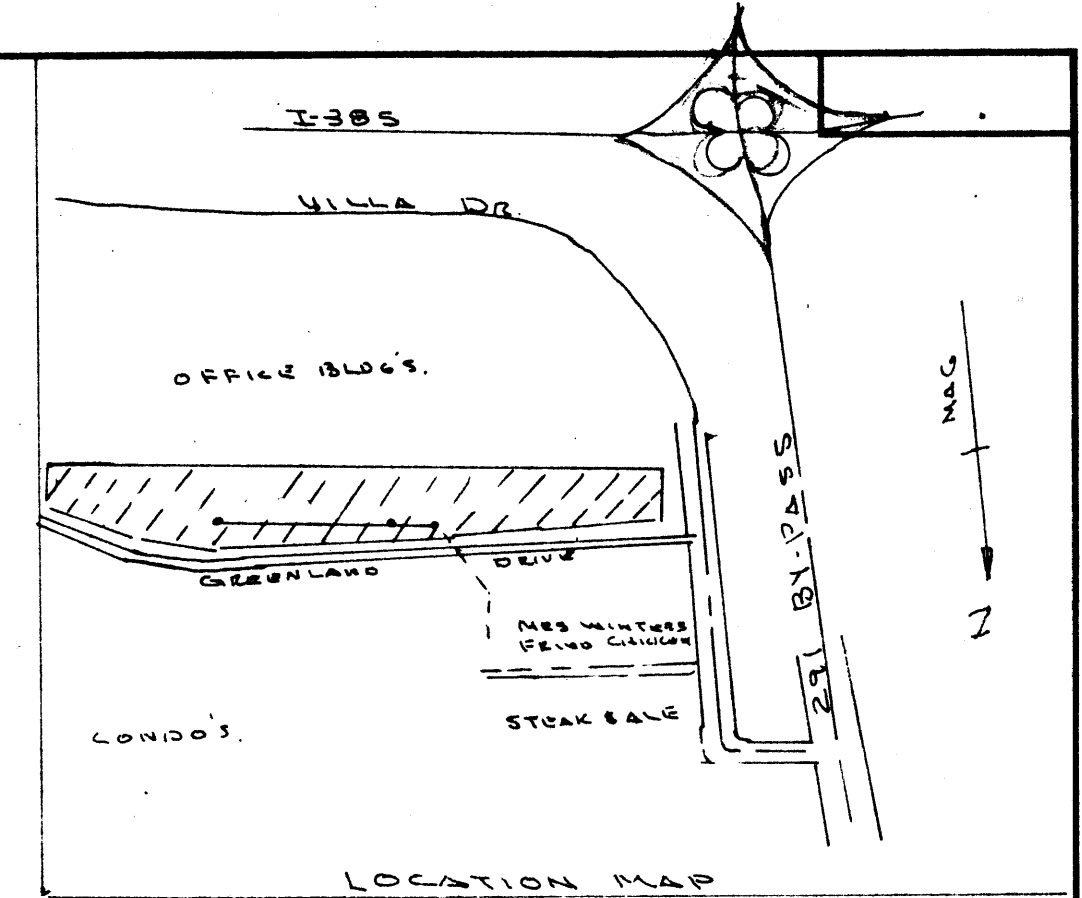 I-385
VILLA DR.
OFFICE BLDG'S.
MAG
N
291 BY-PASS
GREENLAND DRIVE
MRS WINTERS
FRIED CHICKEN
STEAK & ALE
CONDO'S.
LOCATION MAP